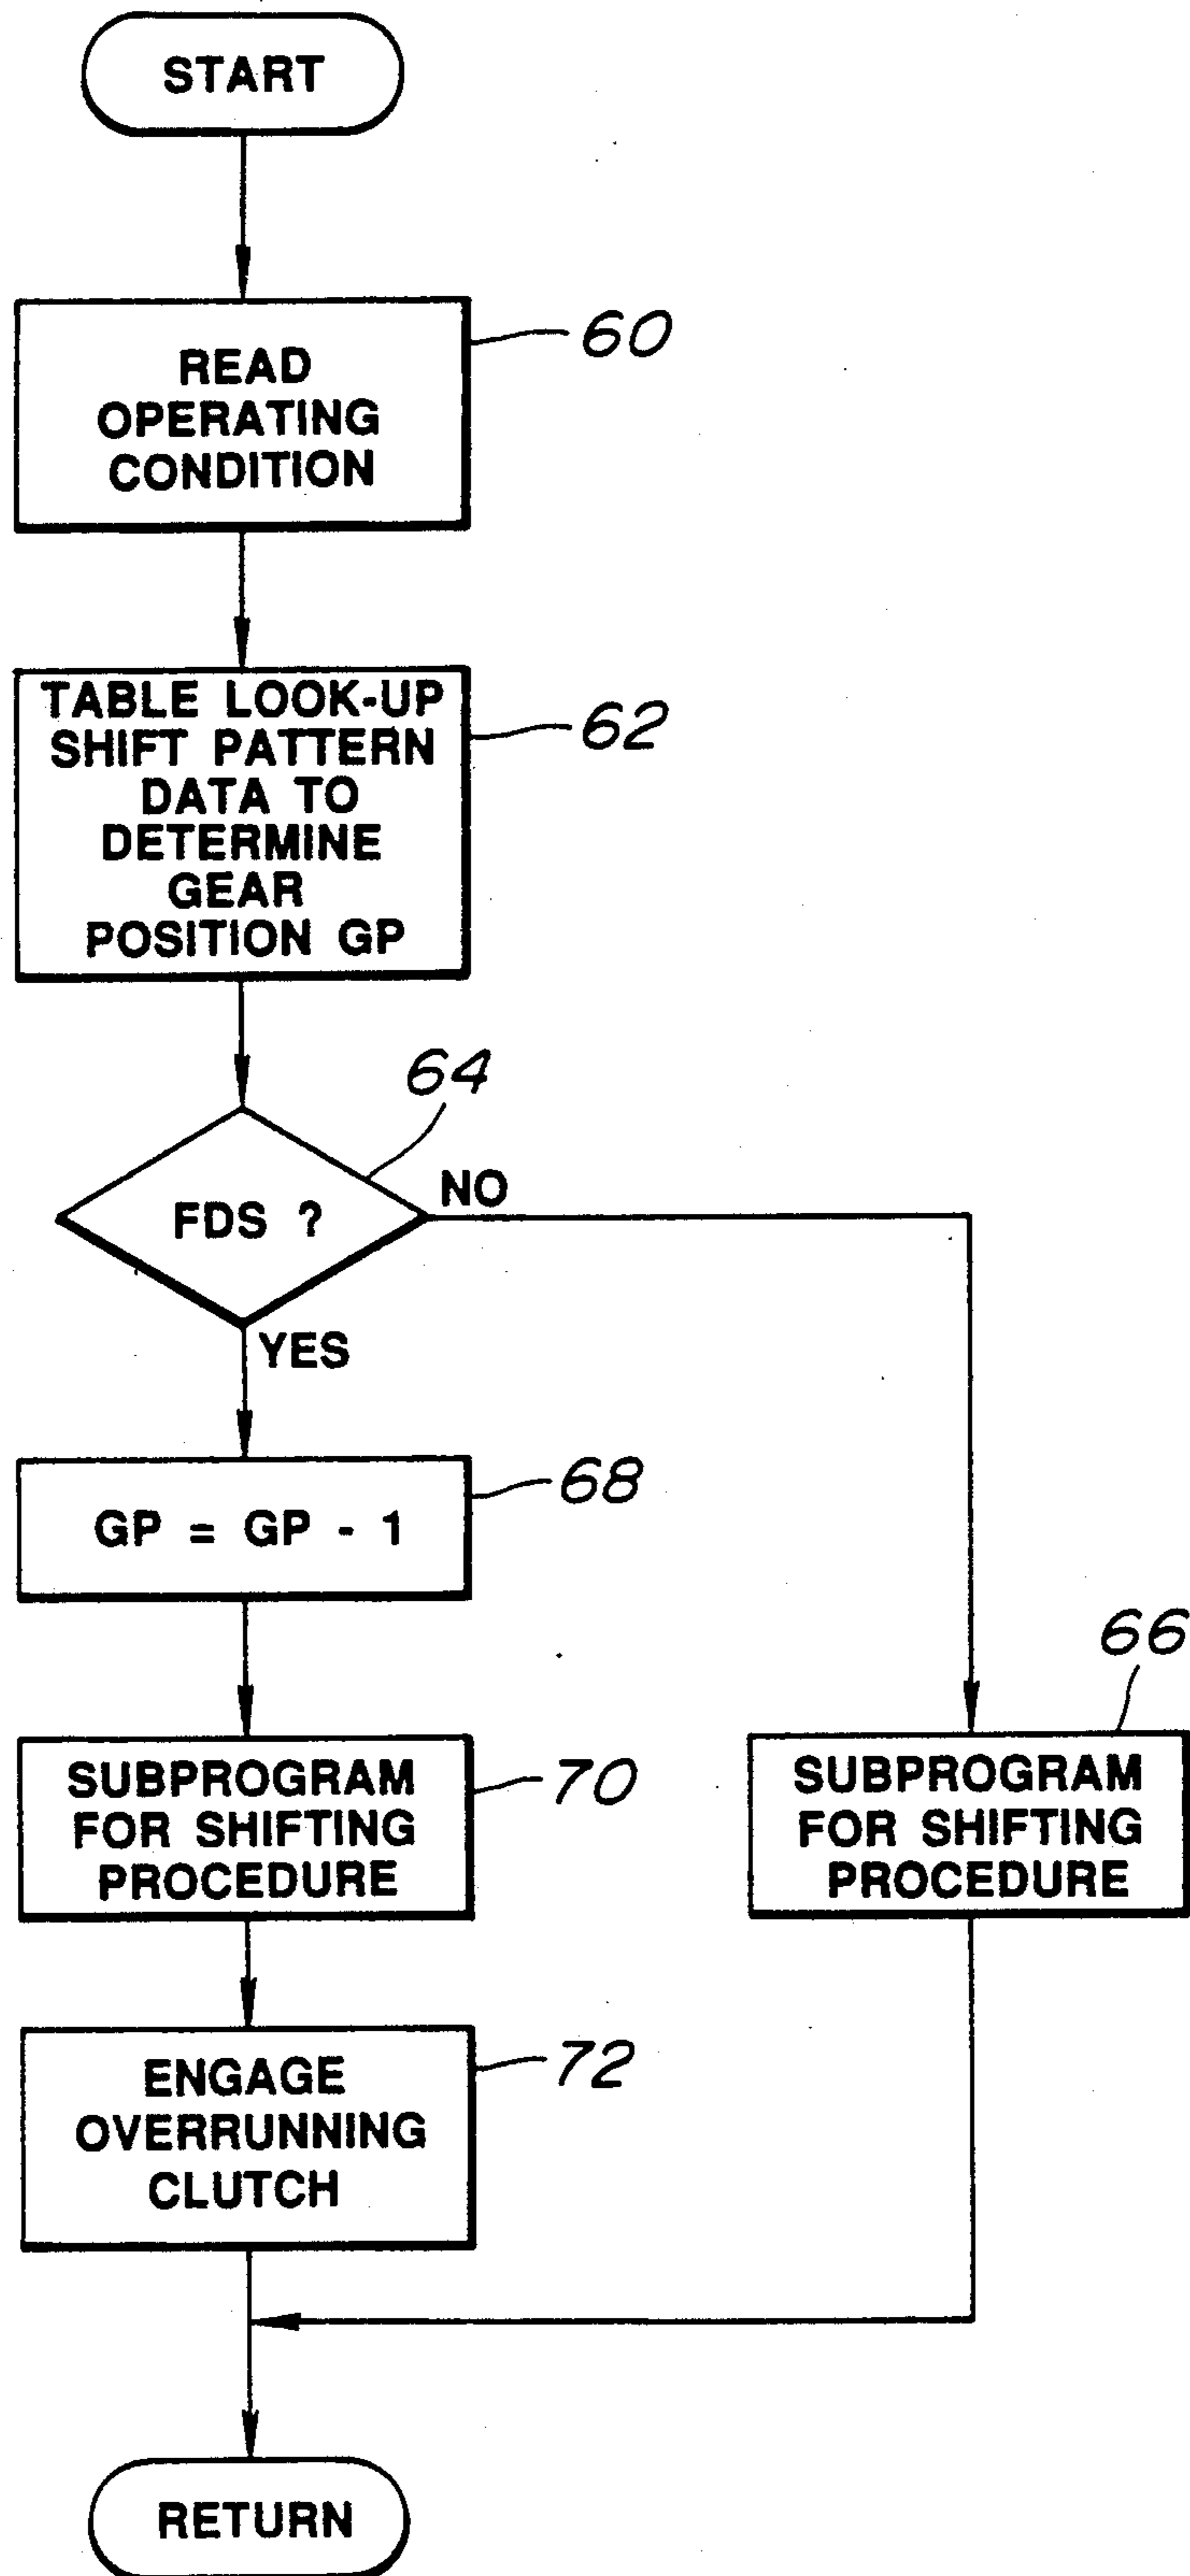 START
60
READ
OPERATING
CONDITION
62
TABLE LOOK-UP
SHIFT PATTERN
DATA TO
DETERMINE
GEAR
POSITION GP
64
FDS ?
NO
YES
68
GP = GP - 1
66
70
SUBPROGRAM
FOR SHIFTING
PROCEDURE
SUBPROGRAM
FOR SHIFTING
PROCEDURE
72
ENGAGE
OVERRUNNING
CLUTCH
RETURN